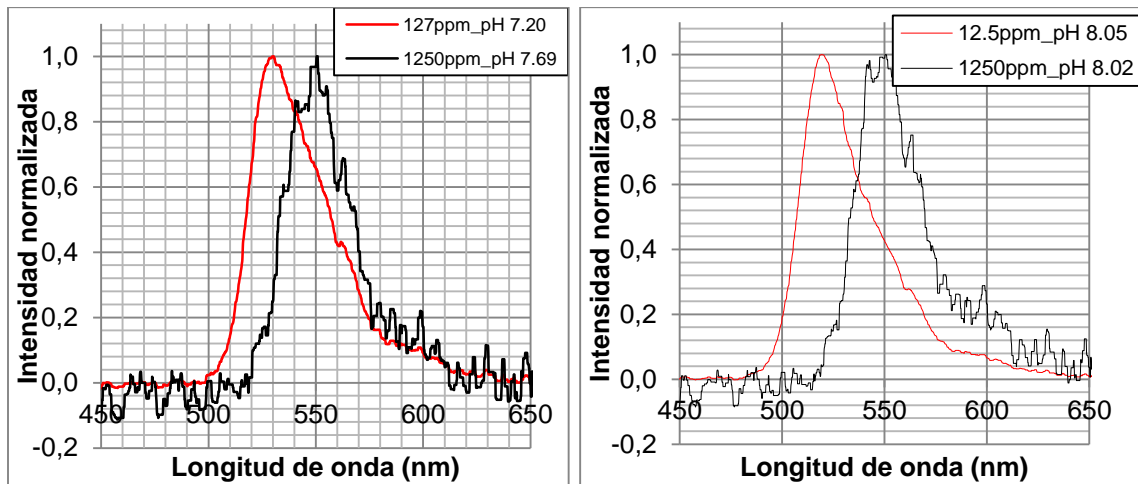 127ppm_pH 7.20
1250ppm_pH 7.69
Intensidad normalizada
1,0
0,8
0,6
0,4
0,2
0,0
-0,2
450 500 550 600 650
Longitud de onda (nm)
12.5ppm_pH 8.05
1250ppm_pH 8.02
Intensidad normalizada
1,0
0,8
0,6
0,4
0,2
0,0
-0,2
450 500 550 600 650
Longitud de onda (nm)